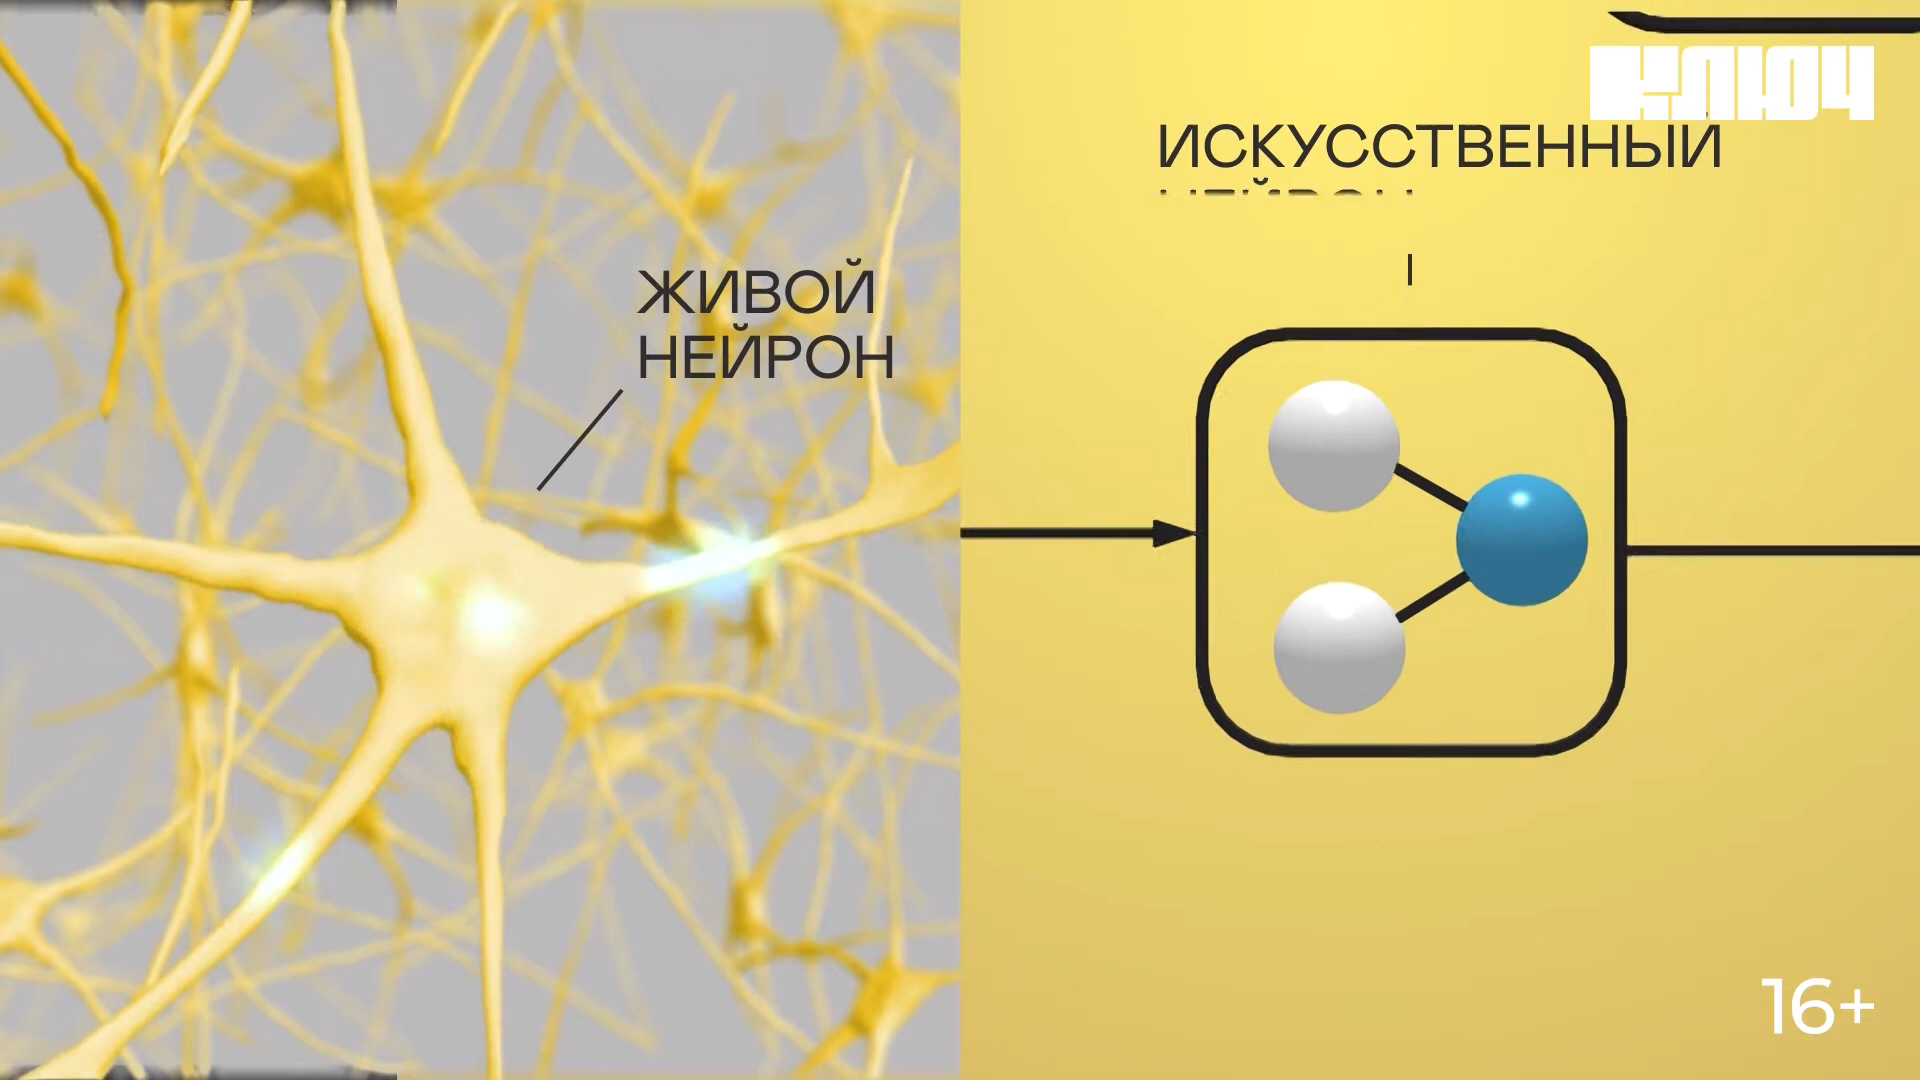 ЖИВОЙ
НЕЙРОН
КЛЮЧ
ИСКУССТВЕННЫЙ
16+